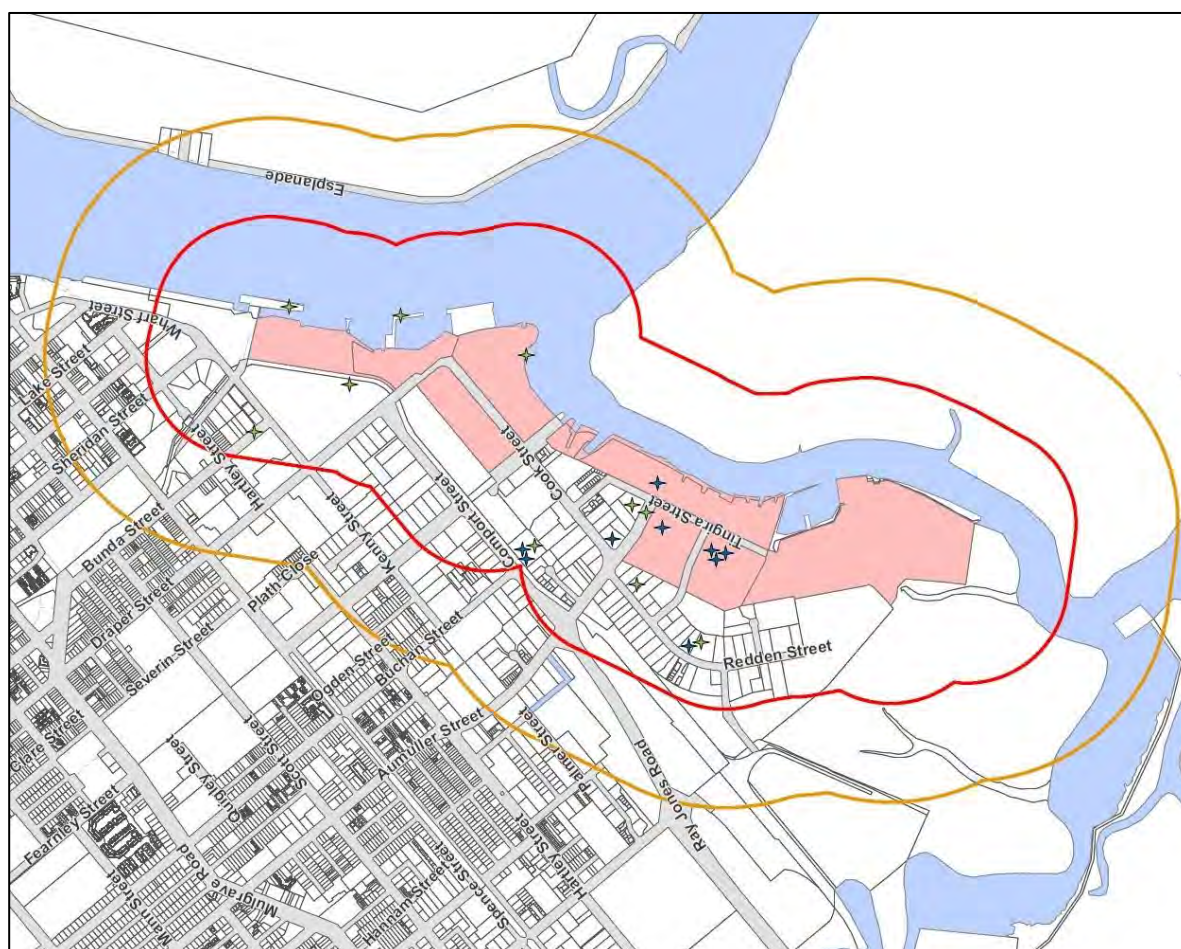 Esplanade
Wharf Street
Lake Street
Sheridan Street
Hartley Street
Cook Street
Comport Street
Tingira Street
Kenny Street
Bunda Street
Plath Close
Draper Street
Severin Street
Buchan Street
Ogden Street
Redden Street
Aumuller Street
Clare Street
Quigley Street
Scott Street
Palmer Street
Ray Jones Road
Fearnley Street
Mulgrave Road
Hartley Street
Spence Street
Hannam Street
Mann Street